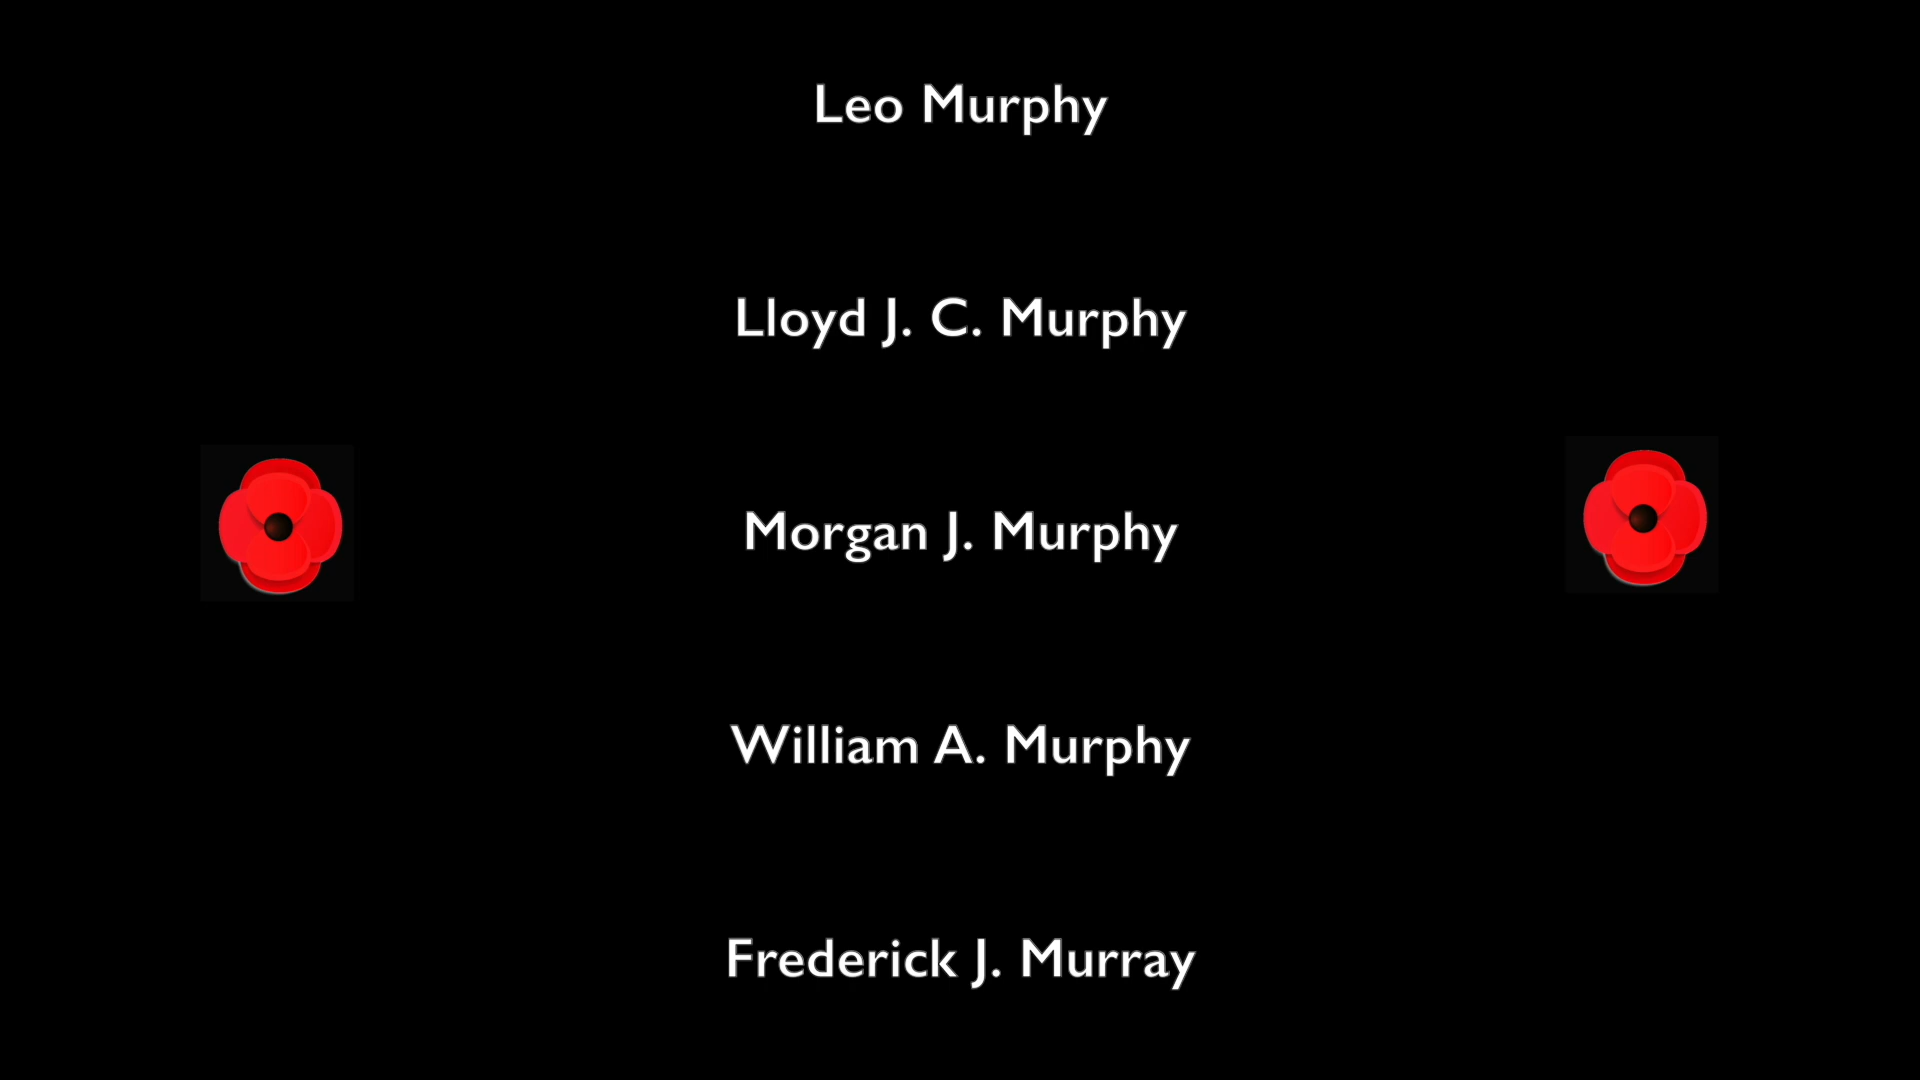 Leo Murphy
Lloyd J. C. Murphy
Morgan J. Murphy
William A. Murphy
Frederick J. Murray